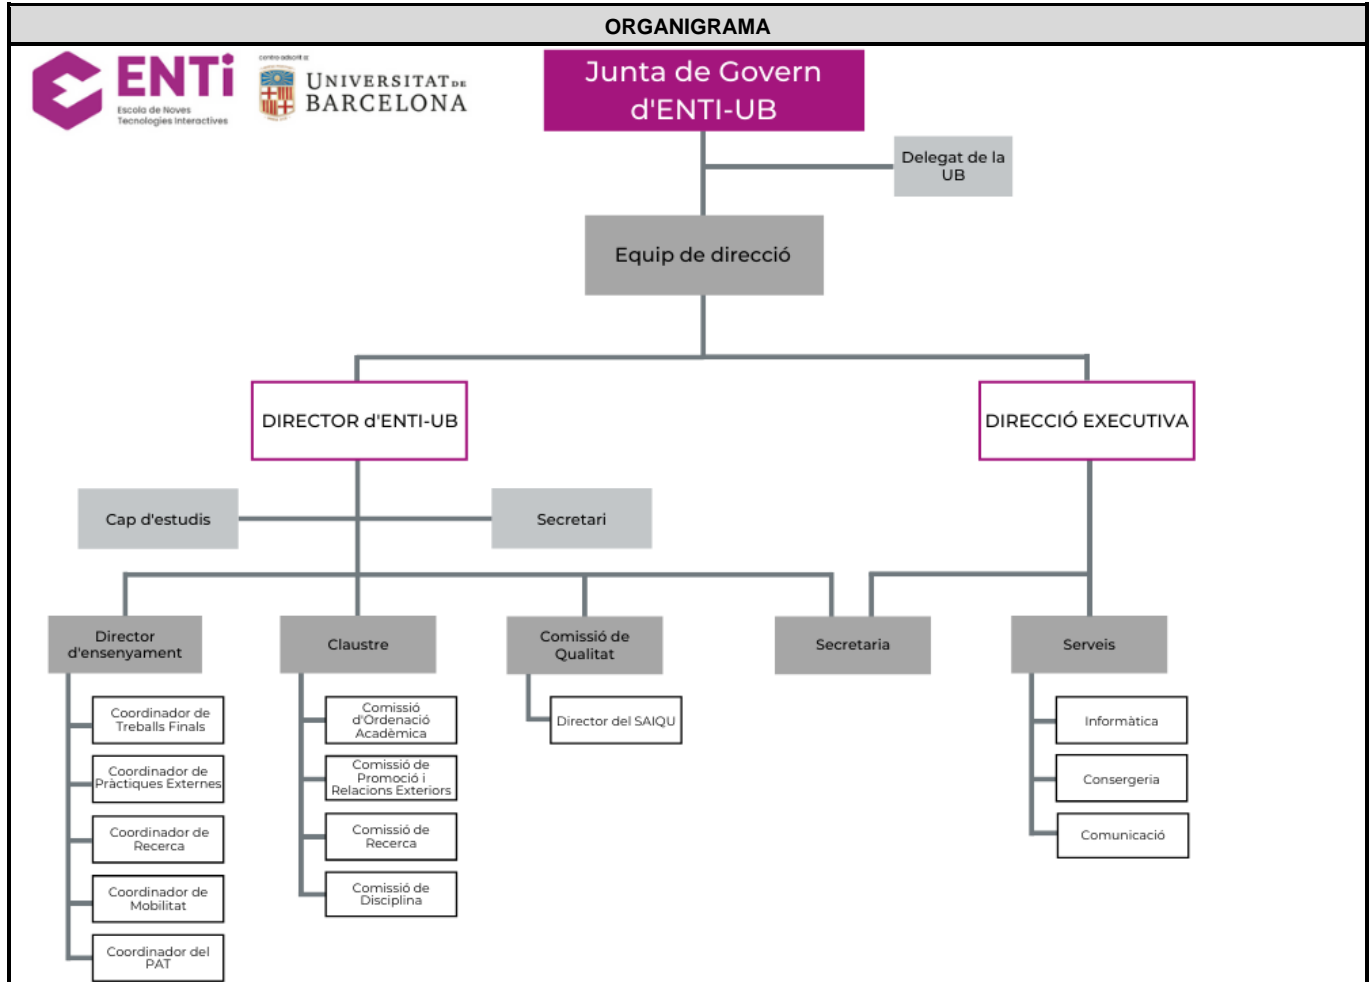 ORGANIGRAMA
ENTi
Escola de Noves
Tecnologies Interactives
centre adscrit a:
UNIVERSITAT DE
BARCELONA
Junta de Govern
d'ENTI-UB
Delegat de la
UB
Equip de direcció
DIRECTOR d'ENTI-UB
DIRECCIÓ EXECUTIVA
Cap d'estudis
Secretari
Director
d'ensenyament
Claustre
Comissió de
Qualitat
Secretaria
Serveis
Coordinador de
Treballs Finals
Coordinador de
Pràctiques Externes
Coordinador de
Recerca
Coordinador de
Mobilitat
Coordinador del
PAT
Comissió
d'Ordenació
Acadèmica
Comissió de
Promoció i
Relacions Exteriors
Comissió de
Recerca
Comissió de
Disciplina
Director del SAIQU
Informàtica
Consergeria
Comunicació